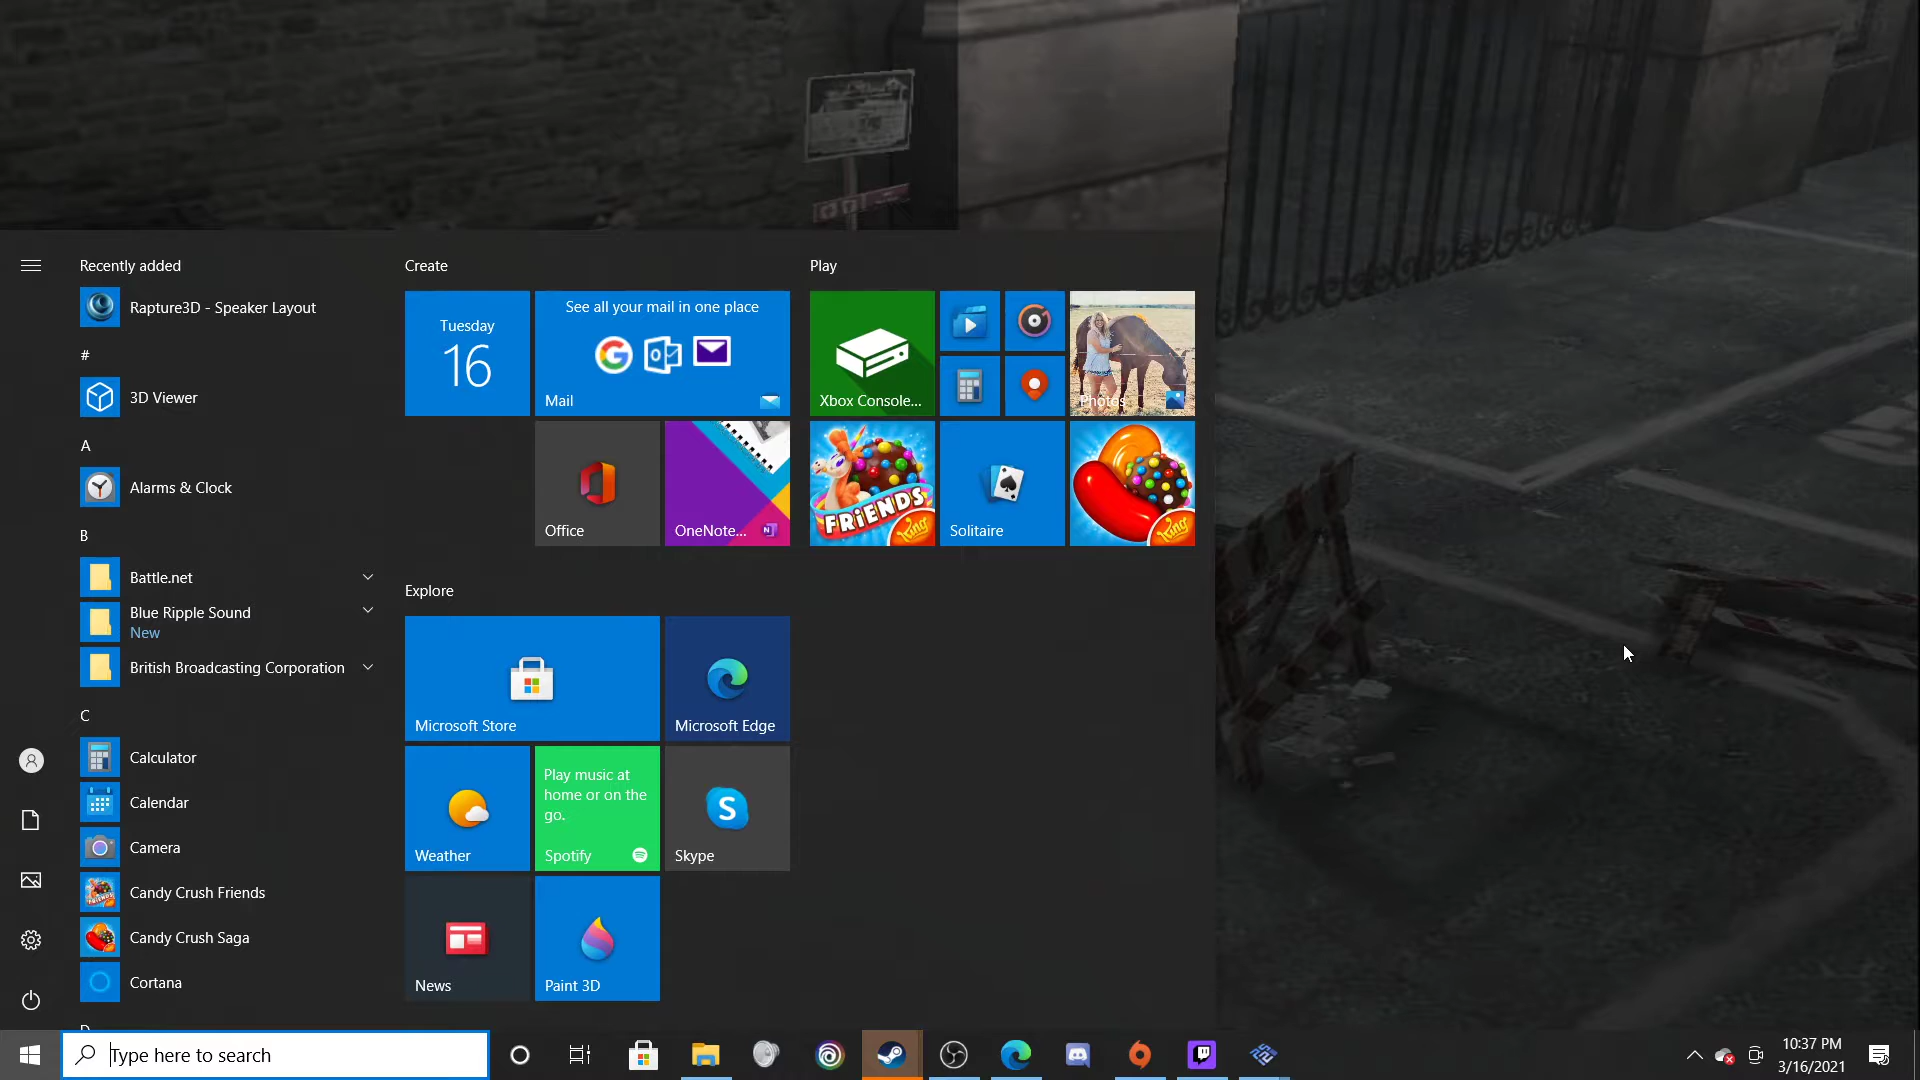 Recently added
Rapture3D - Speaker Layout
#
3D Viewer
A
Alarms & Clock
B
Battle.net
Blue Ripple Sound
New
British Broadcasting Corporation
C
Calculator
Calendar
Camera
Candy Crush Friends
Candy Crush Saga
Cortana
Create
Tuesday
16
See all your mail in one place
Mail
Office
OneNote...
Explore
Microsoft Store
Microsoft Edge
Weather
Play music at
home or on the
go.
Spotify
Skype
News
Paint 3D
Play
Xbox Console...
Photos
FRIENDS
King
Solitaire
King
Type here to search
10:37 PM
3/16/2021